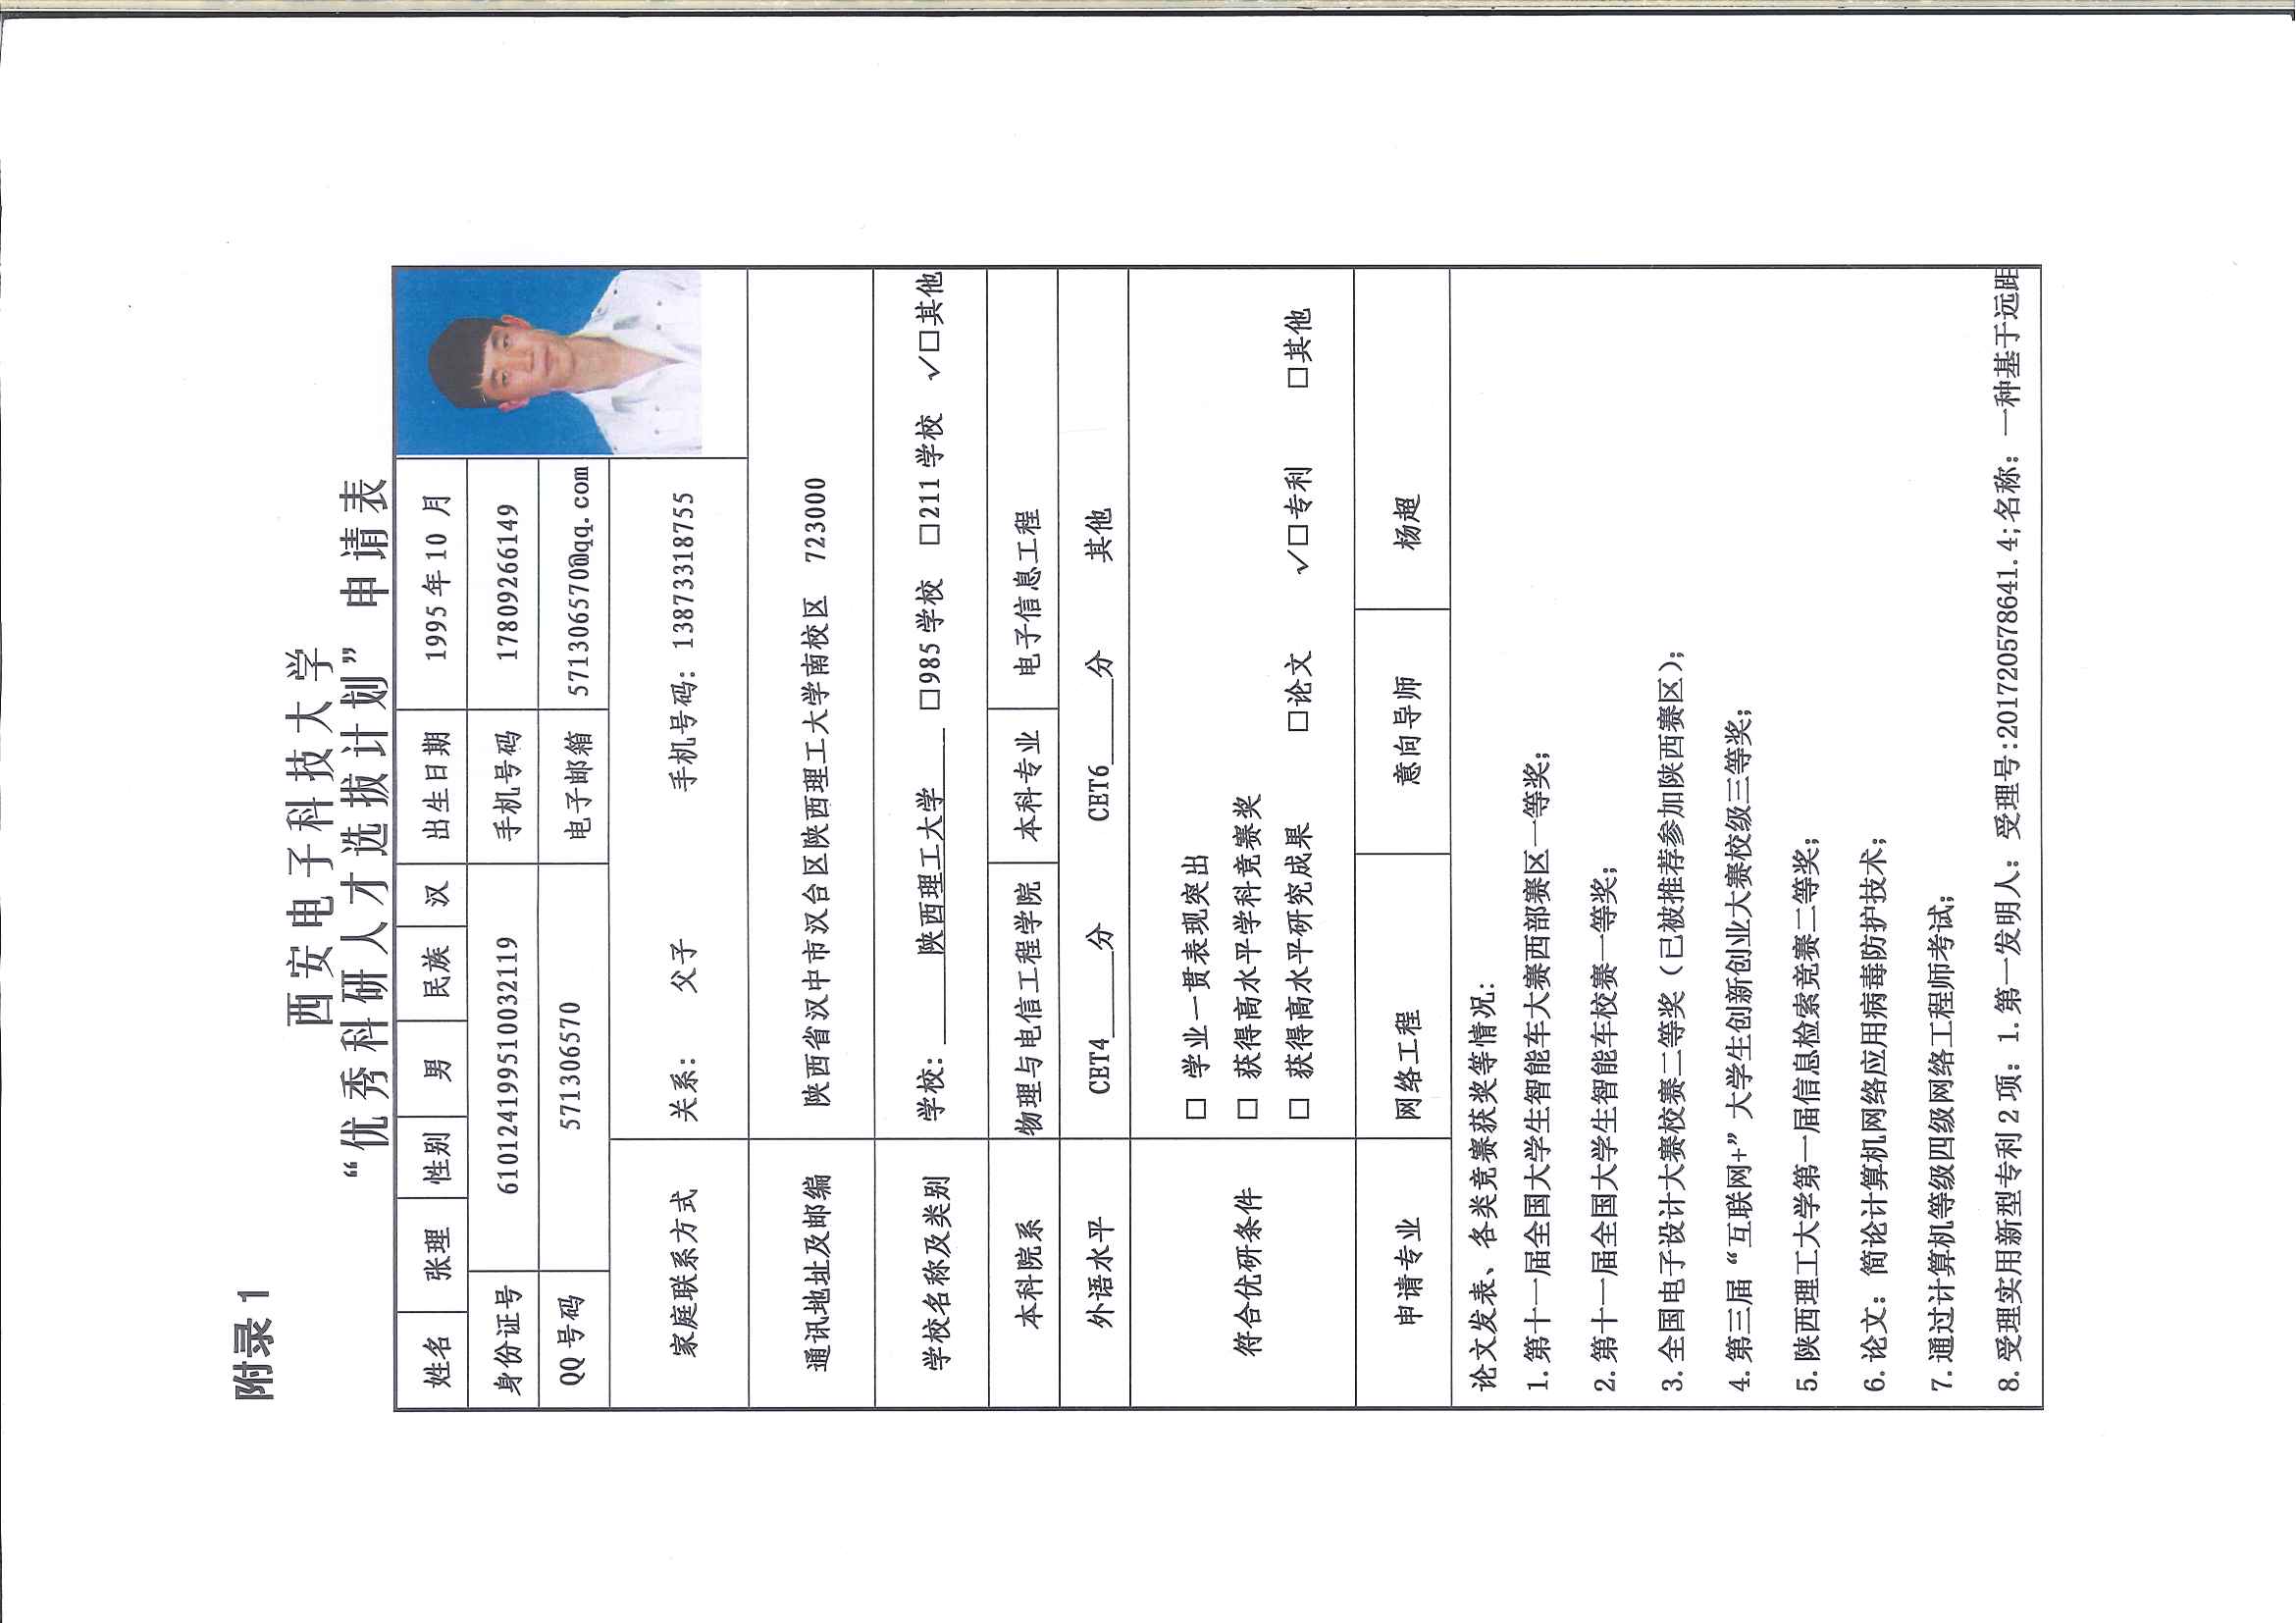 附录 1
西安电子科技大学
“优秀科研人才选拔计划” 申请表
姓名 张理 性别 男 民族 汉 出生日期 1995 年 10 月
身份证号 610124199510032119 手机号码 17809266149
QQ 号码 571306570 电子邮箱 571306570@qq.com
家庭联系方式 关系： 父子 手机号码：13873318755
通讯地址及邮编 陕西省汉中市汉台区陕西理工大学南校区 723000
学校名称及类别 学校：陕西理工大学 □985 学校 □211 学校 √□其他
本科院系 物理与电信工程学院 本科专业 电子信息工程
外语水平 CET4____分 CET6____分 其他
符合优研条件 □ 学业一贯表现突出
□ 获得高水平学科竞赛奖
□ 获得高水平研究成果 □论文 √□专利 □其他
申请专业 网络工程 意向导师 杨超
论文发表、各类竞赛获奖等情况：
1. 第十一届全国大学生智能车大赛西部赛区一等奖；
2. 第十一届全国大学生智能车校赛一等奖；
3. 全国电子设计大赛校赛二等奖（已被推荐参加陕西赛区）；
4. 第三届“互联网+”大学生创新创业大赛校级三等奖；
5. 陕西理工大学第一届信息检索竞赛二等奖；
6. 论文：简论计算机网络应用病毒防护技术；
7. 通过计算机等级四级网络工程师考试；
8. 受理实用新型专利 2 项：1. 第一发明人：受理号：2017205786​41.4；名称：一种基于远距